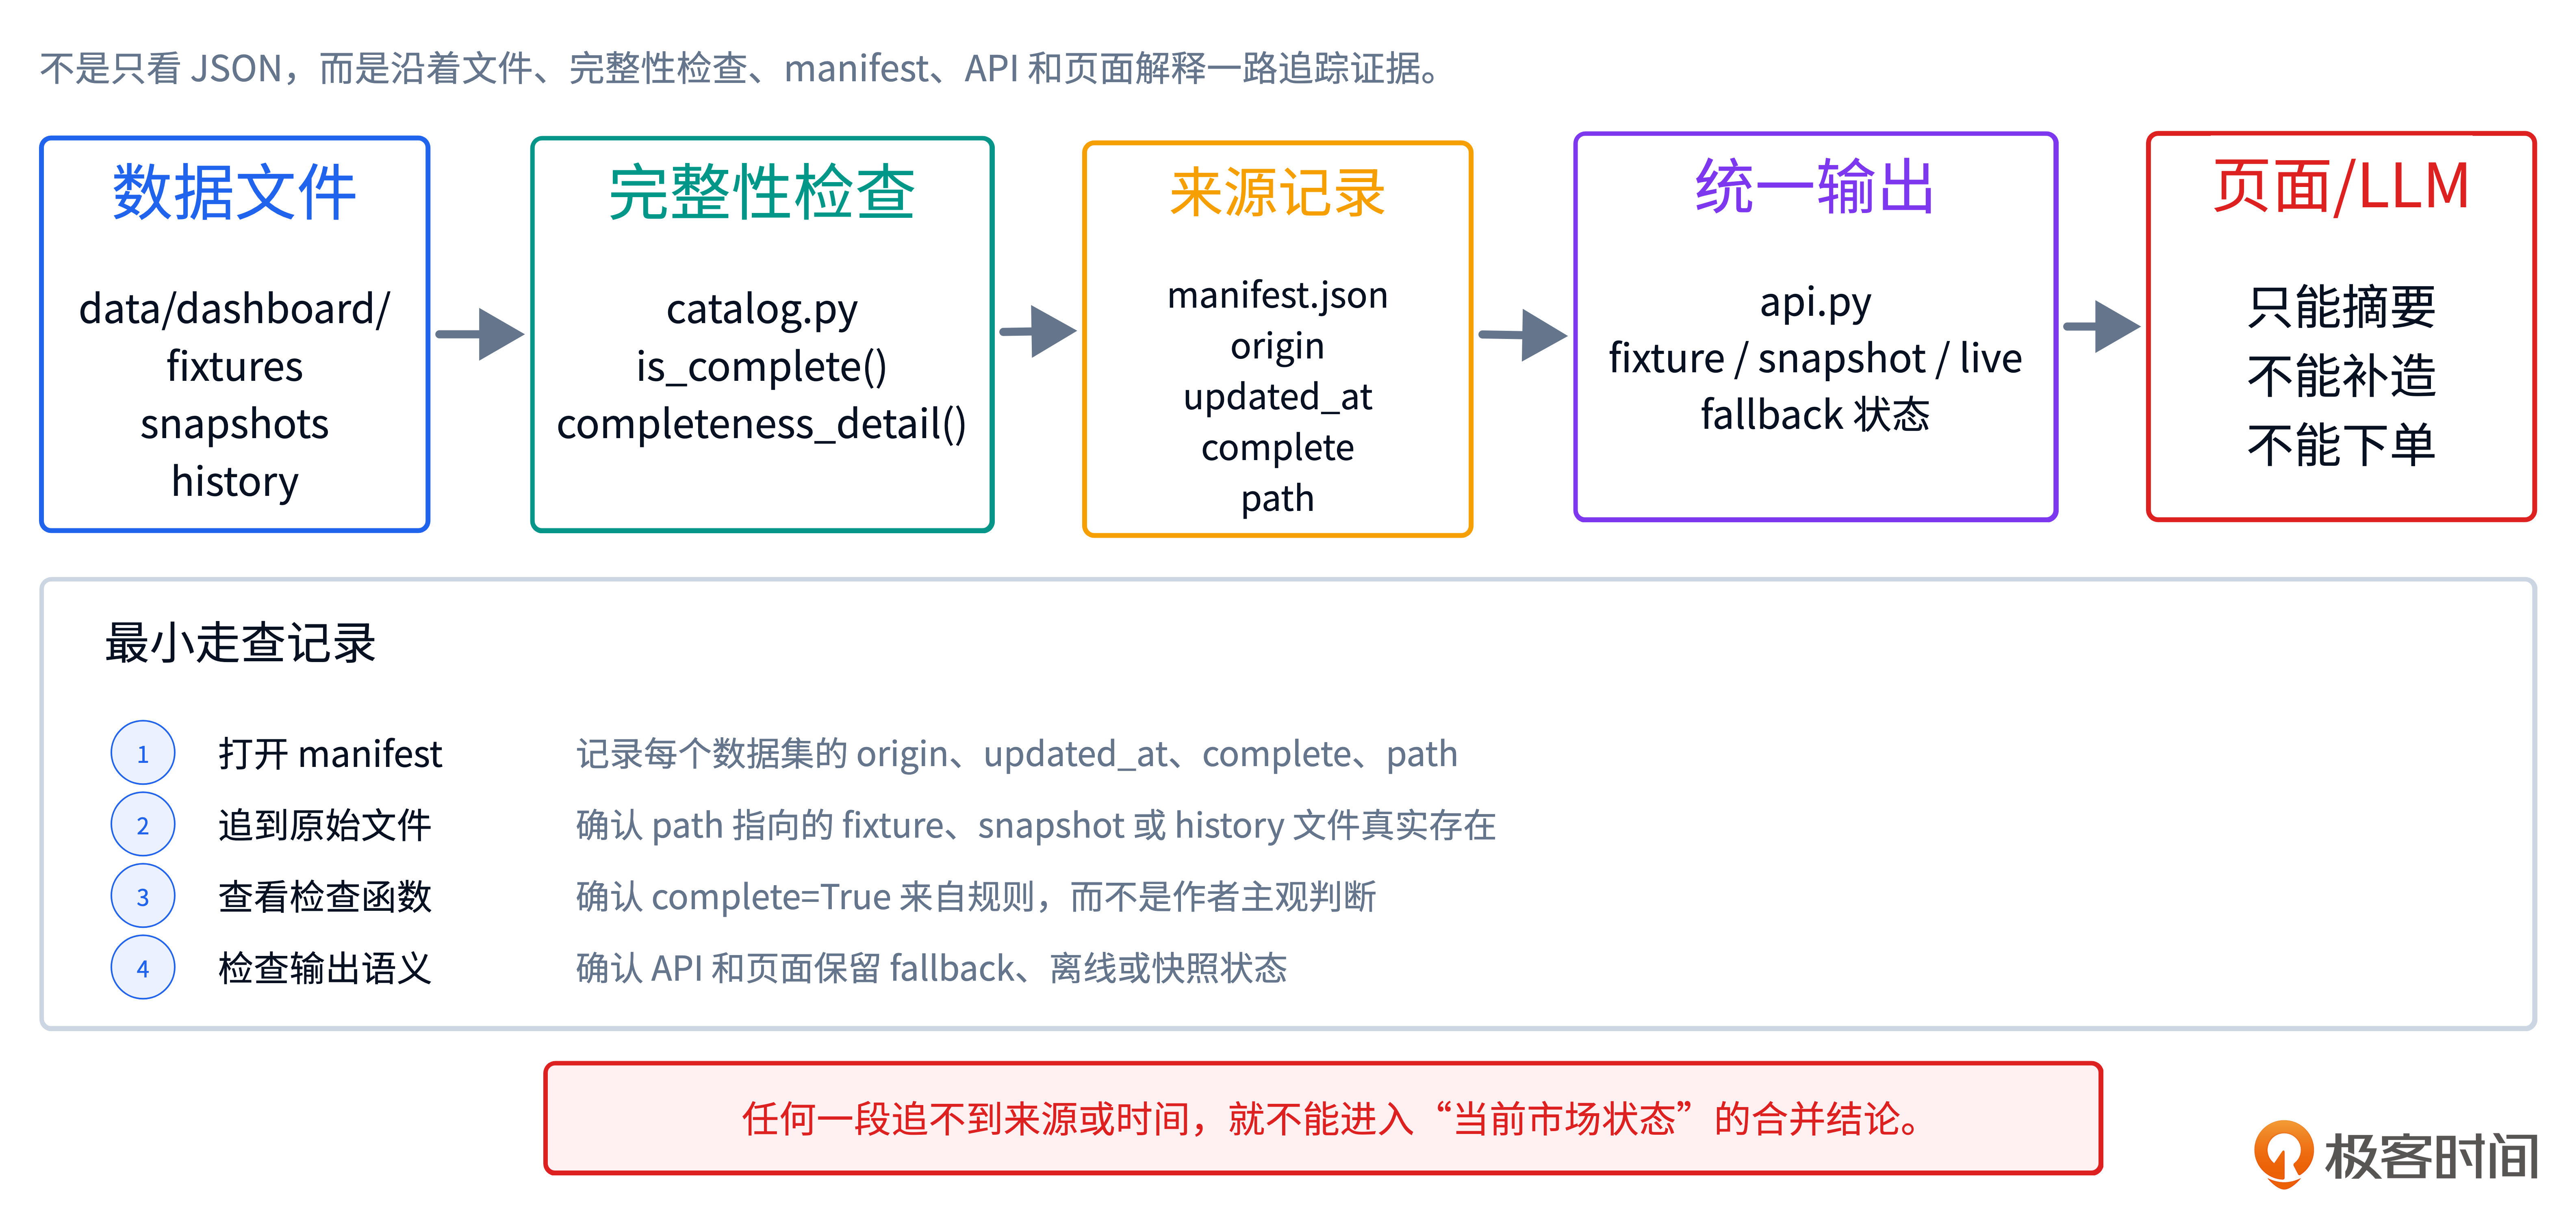 不是只看 JSON，而是沿着文件、完整性检查、manifest、API 和页面解释一路追踪证据。
数据文件
data/dashboard/
fixtures
snapshots
history
完整性检查
catalog.py
is_complete()
completeness_detail()
来源记录
manifest.json
origin
updated_at
complete
path
统一输出
api.py
fixture / snapshot / live
fallback 状态
页面/LLM
只能摘要
不能补造
不能下单
最小走查记录
1 打开 manifest 记录每个数据集的 origin、updated_at、complete、path
2 追到原始文件 确认 path 指向的 fixture、snapshot 或 history 文件真实存在
3 查看检查函数 确认 complete=True 来自规则，而不是作者主观判断
4 检查输出语义 确认 API 和页面保留 fallback、离线或快照状态
任何一段追不到来源或时间，就不能进入“当前市场状态”的合并结论。
极客时间